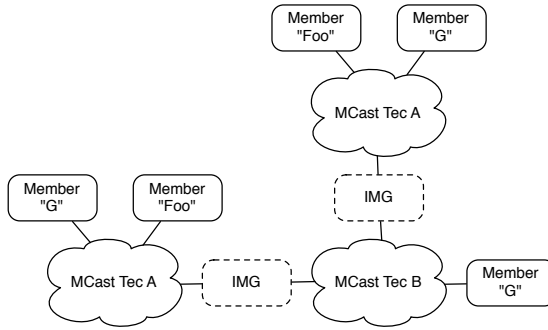 Member
"Foo"
Member
"G"
MCast Tec A
IMG
Member
"G"
Member
"Foo"
MCast Tec A
IMG
MCast Tec B
Member
"G"